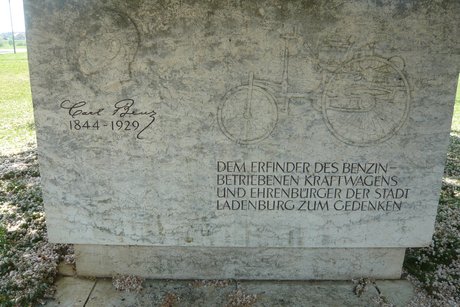 Carl Benz
1844-1929
DEM ERFINDER DES BENZIN-
BETRIEBENEN KRAFTWAGENS
UND EHRENBÜRGER DER STADT
LADENBURG ZUM GEDENKEN